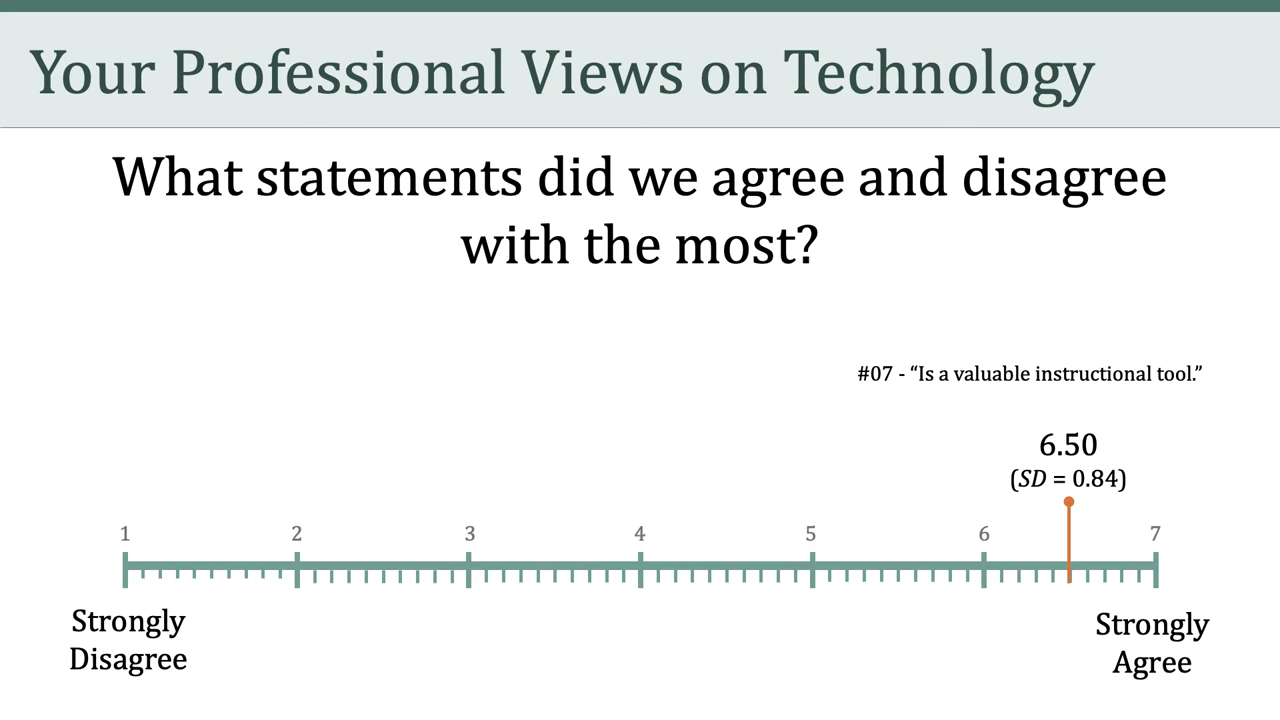 Your Professional Views on Technology
What statements did we agree and disagree
with the most?
#07 - “Is a valuable instructional tool.”
6.50
(SD = 0.84)
1 2 3 4 5 6 7
Strongly
Disagree
Strongly
Agree